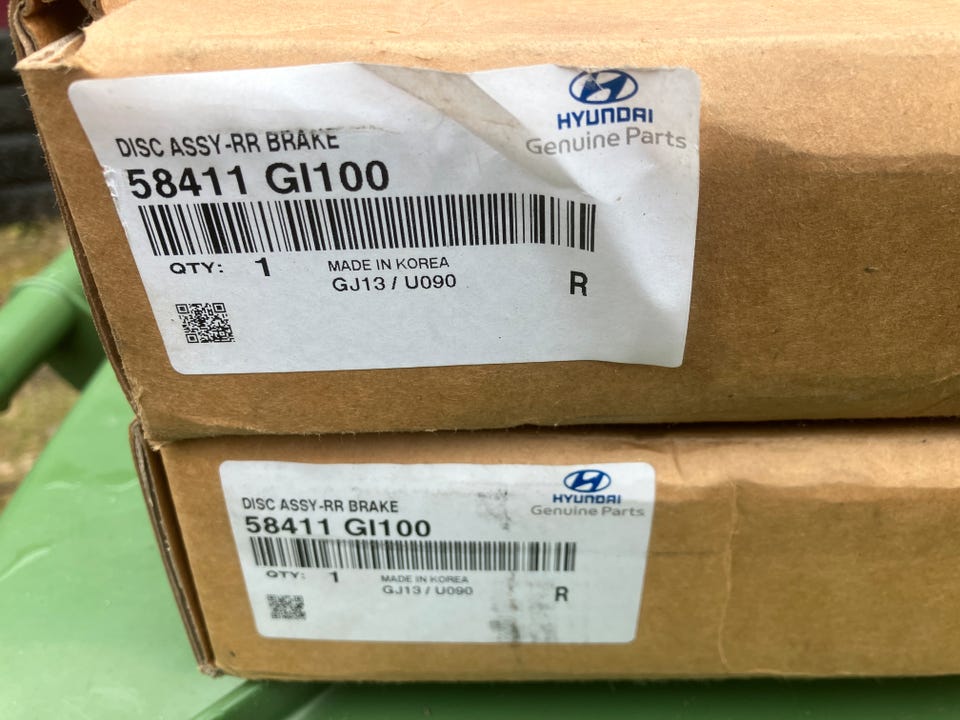 HYUNDAI
Genuine Parts
DISC ASSY-RR BRAKE
58411 GI100
QTY: 1
MADE IN KOREA
GJ13 / U090
R
HYUNDAI
Genuine Parts
DISC ASSY-RR BRAKE
58411 GI100
QTY: 1
MADE IN KOREA
GJ13 / U090
R